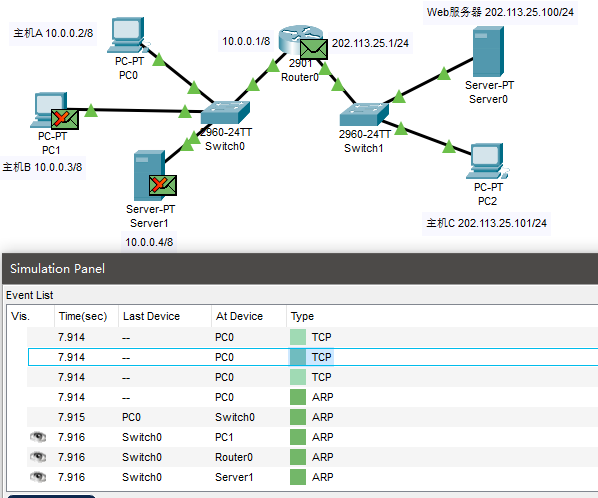 Web服务器 202.113.25.100/24
主机A 10.0.0.2/8
10.0.0.1/8
202.113.25.1/24
PC-PT
PC0
2901
Router0
Server-PT
Server0
PC-PT
PC1
2960-24TT
Switch0
2960-24TT
Switch1
主机B 10.0.0.3/8
PC-PT
PC2
Server-PT
Server1
主机C 202.113.25.101/24
10.0.0.4/8
Simulation Panel
Event List
Vis. Time(sec) Last Device At Device Type
7.914 -- PC0 TCP
7.914 -- PC0 TCP
7.914 -- PC0 TCP
7.914 -- PC0 ARP
7.915 PC0 Switch0 ARP
7.916 Switch0 PC1 ARP
7.916 Switch0 Router0 ARP
7.916 Switch0 Server1 ARP